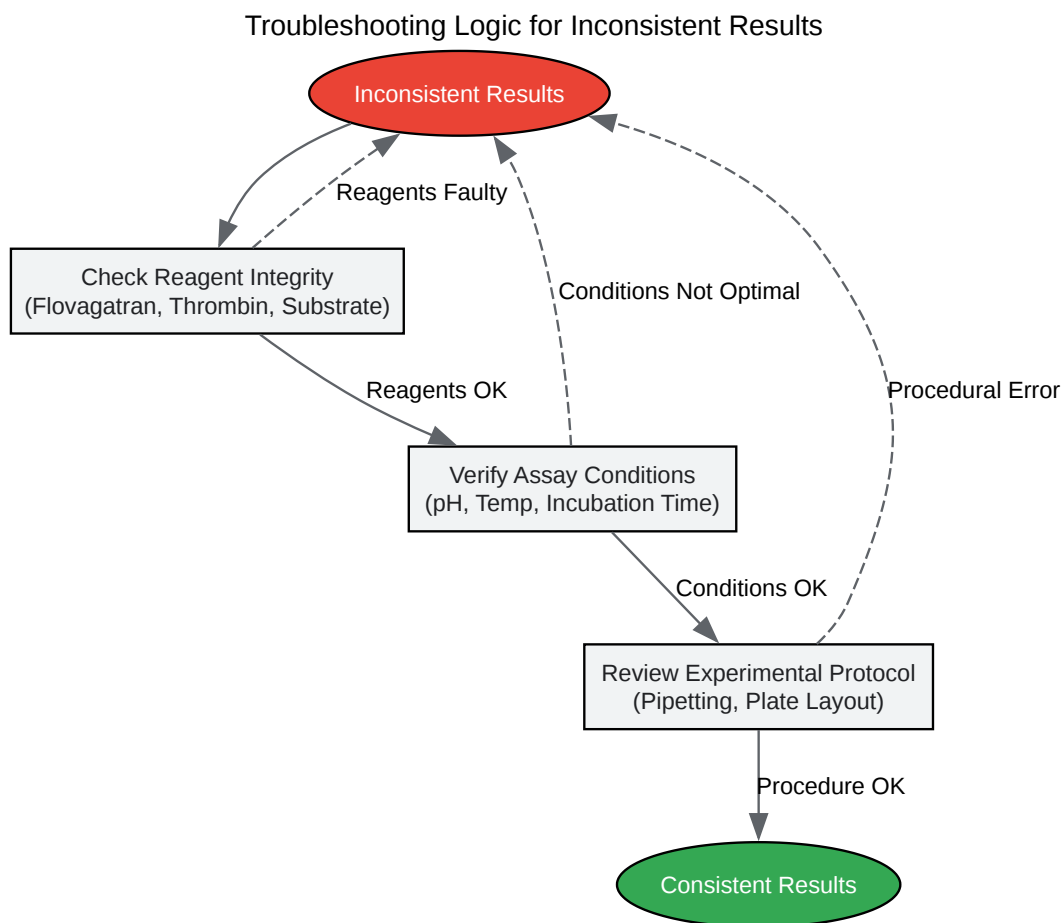 Troubleshooting Logic for Inconsistent Results
Inconsistent Results
Reagents Faulty
Check Reagent Integrity
(Flovagatran, Thrombin, Substrate)
Conditions Not Optimal
Reagents OK
Procedural Error
Verify Assay Conditions
(pH, Temp, Incubation Time)
Conditions OK
Review Experimental Protocol
(Pipetting, Plate Layout)
Procedure OK
Consistent Results